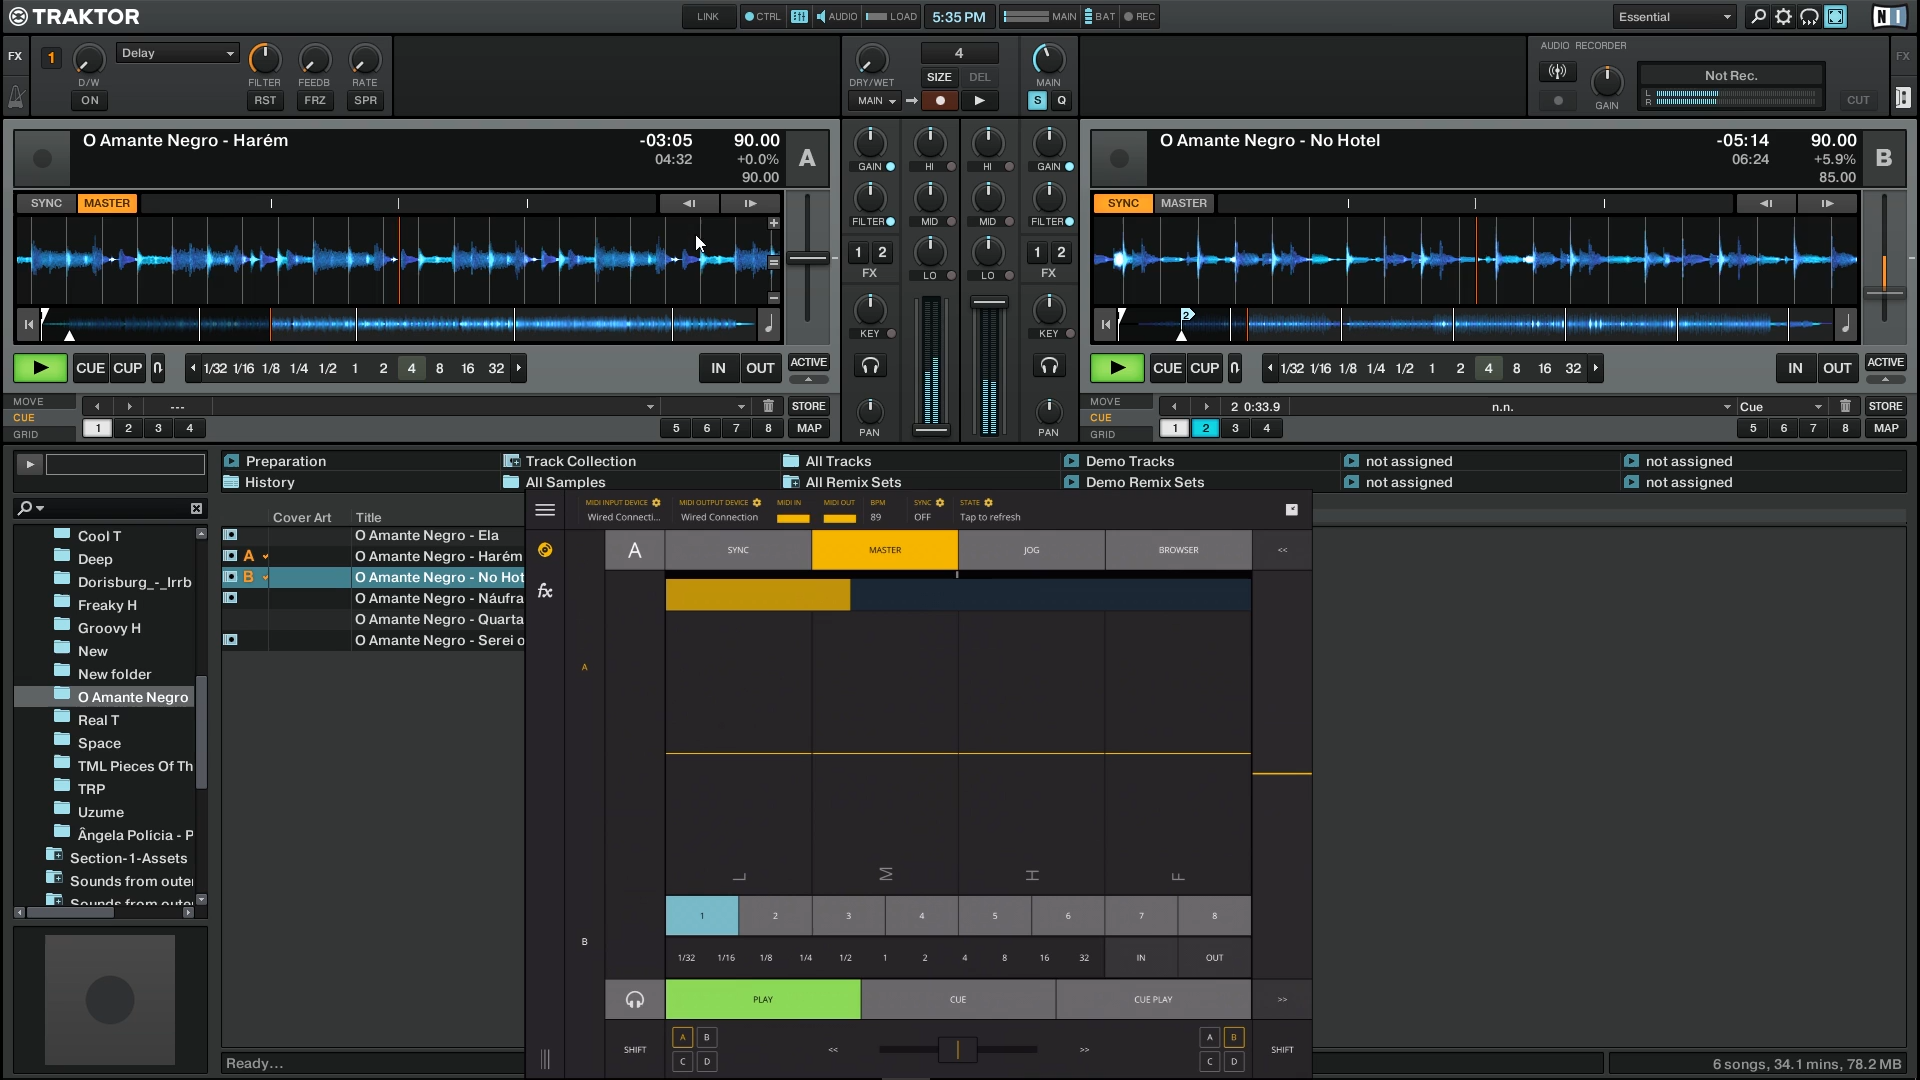 TRAKTOR
LINK CTRL AUDIO LOAD 5:35 PM MAIN BAT REC Essential
FX 1 Delay 4 AUDIO RECORDER FX
D/W FILTER FEEDB RATE DRY/WET SIZE DEL MAIN Not Rec.
ON RST FRZ SPR MAIN S Q L R GAIN CUT
O Amante Negro - Harém -03:05 90.00 A
04:32 +0.0%
90.00
SYNC MASTER
1/32 1/16 1/8 1/4 1/2 1 2 4 8 16 32
CUE CUP IN OUT ACTIVE
MOVE
CUE --- STORE
GRID 1 2 3 4 5 6 7 8 MAP
GAIN HI HI GAIN
FILTER MID MID FILTER
1 2 LO LO 1 2
FX FX
KEY KEY
PAN PAN
O Amante Negro - No Hotel -05:14 90.00 B
06:24 +5.9%
85.00
SYNC MASTER
2
CUE CUP 1/32 1/16 1/8 1/4 1/2 1 2 4 8 16 32 IN OUT ACTIVE
MOVE
CUE 2 0:33.9 n.n. Cue STORE
GRID 1 2 3 4 5 6 7 8 MAP
Preparation Track Collection All Tracks Demo Tracks not assigned not assigned
History All Samples All Remix Sets Demo Remix Sets not assigned not assigned
Cover Art Title
O Amante Negro - Ela
A O Amante Negro - Harém
B O Amante Negro - No Hot
O Amante Negro - Náufra
O Amante Negro - Quarta
O Amante Negro - Serei o
Cool T
Deep
Dorisburg_-_Irrb
Freaky H
Groovy H
New
New folder
O Amante Negro
Real T
Space
TML Pieces Of Th
TRP
Uzume
Ângela Polícia - P
Section-1-Assets
Sounds from outer
Sounds from outer
MIDI INPUT DEVICE MIDI OUTPUT DEVICE MIDI IN MIDI OUT BPM SYNC STATE
Wired Connecti... Wired Connection 89 OFF Tap to refresh
A SYNC MASTER JOG BROWSER <<
fx
A
L M H F
1 2 3 4 5 6 7 8
B
1/32 1/16 1/8 1/4 1/2 1 2 4 8 16 32 IN OUT
PLAY CUE CUE PLAY >>
SHIFT A B << >> A B SHIFT
C D C D
Ready...
6 songs, 34.1 mins, 78.2 MB